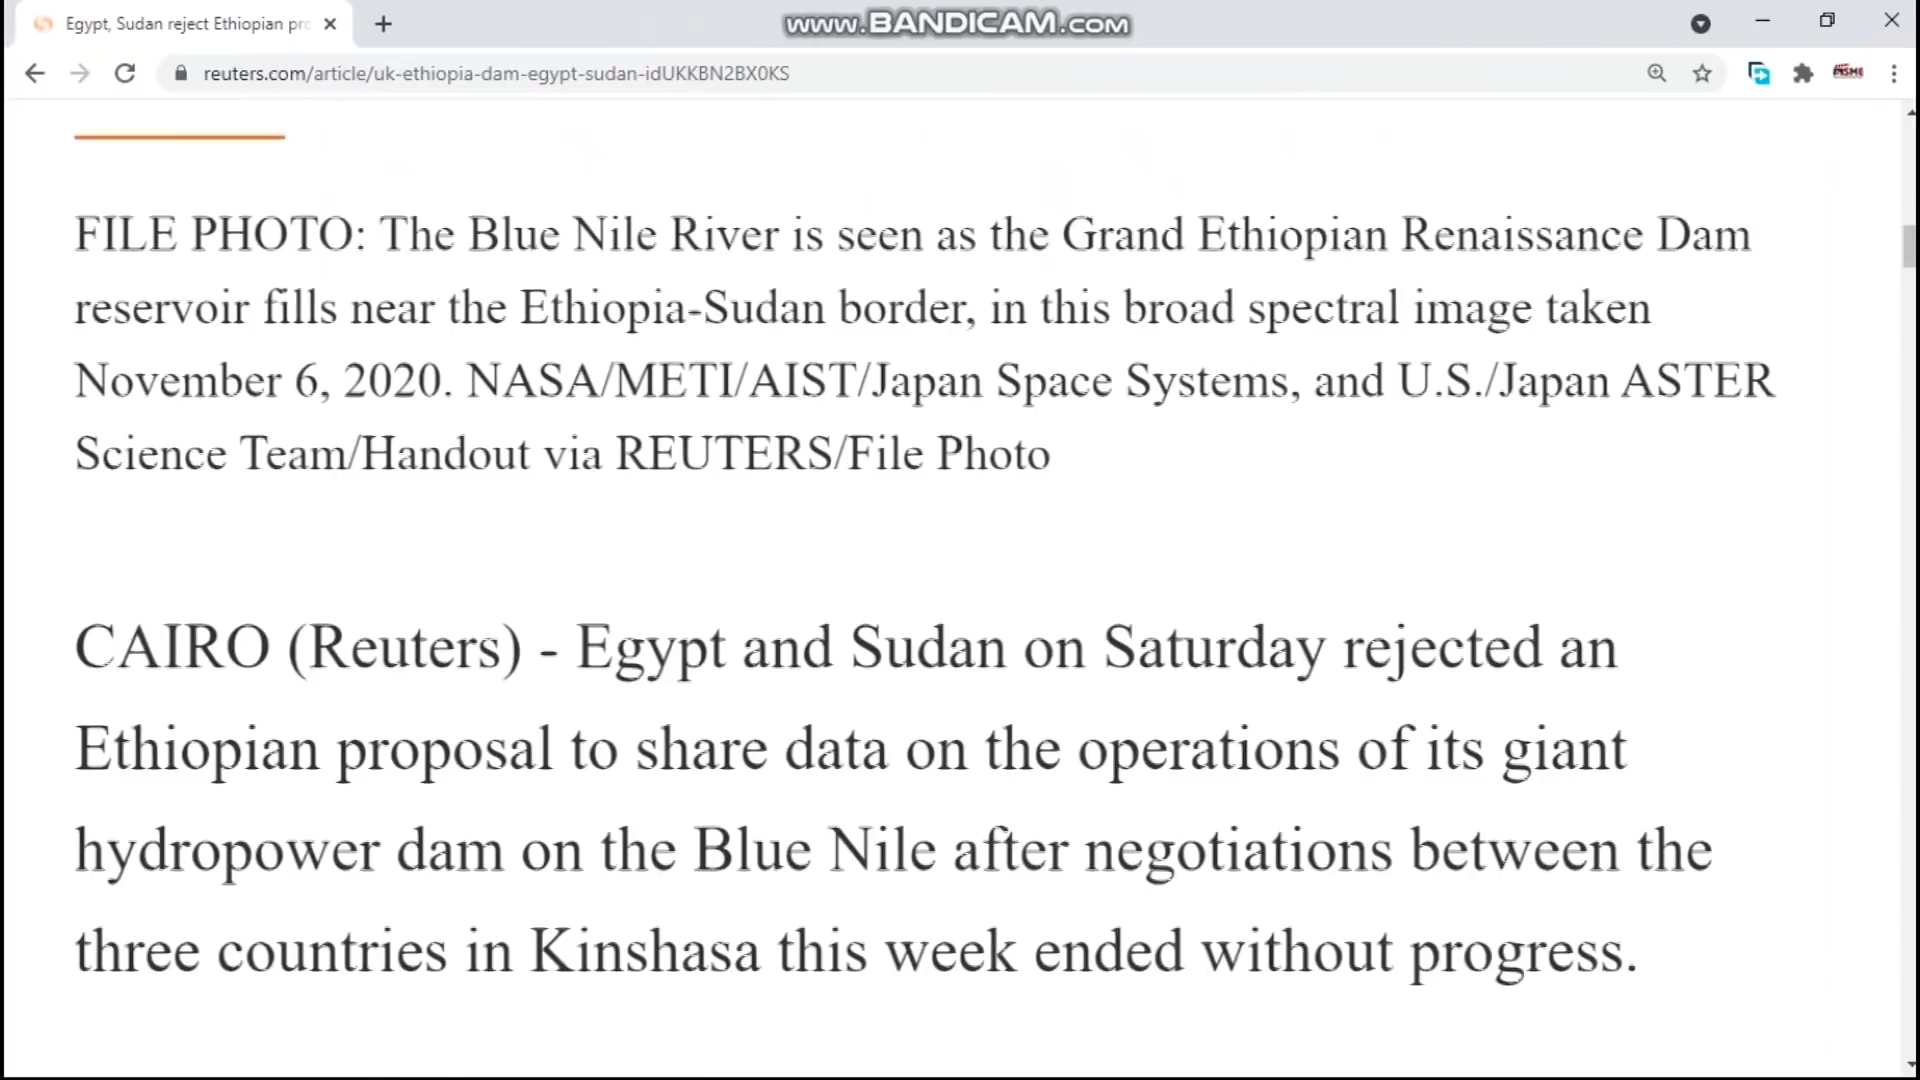 Egypt, Sudan reject Ethiopian pro
www.BANDICAM.com
reuters.com/article/uk-ethiopia-dam-egypt-sudan-idUKKBN2BX0KS
FILE PHOTO: The Blue Nile River is seen as the Grand Ethiopian Renaissance Dam
reservoir fills near the Ethiopia-Sudan border, in this broad spectral image taken
November 6, 2020. NASA/METI/AIST/Japan Space Systems, and U.S./Japan ASTER
Science Team/Handout via REUTERS/File Photo
CAIRO (Reuters) - Egypt and Sudan on Saturday rejected an
Ethiopian proposal to share data on the operations of its giant
hydropower dam on the Blue Nile after negotiations between the
three countries in Kinshasa this week ended without progress.